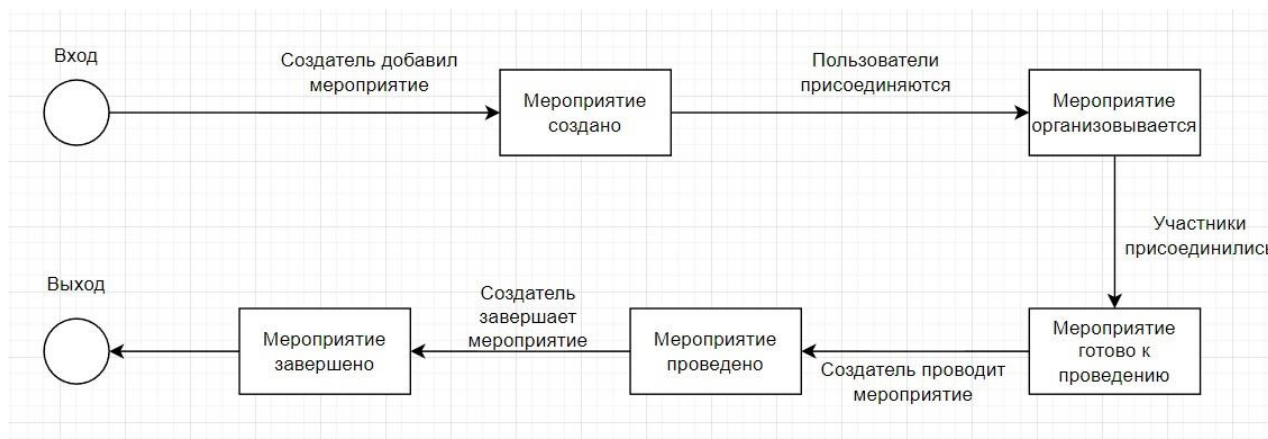 Вход
Создатель добавил
мероприятие
Мероприятие
создано
Пользователи
присоединяются
Мероприятие
организовывается
Участники
присоединились
Мероприятие
готово к
проведению
Создатель проводит
мероприятие
Мероприятие
проведено
Создатель
завершает
мероприятие
Мероприятие
завершено
Выход